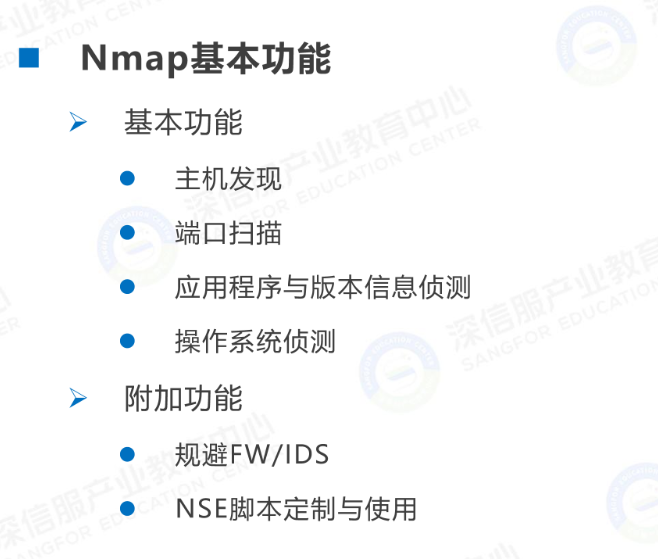 Nmap基本功能
基本功能
主机发现
端口扫描
应用程序与版本信息侦测
操作系统侦测
附加功能
规避FW/IDS
NSE脚本定制与使用
深信服产业教育中心
SANGFOR EDUCATION CENTER